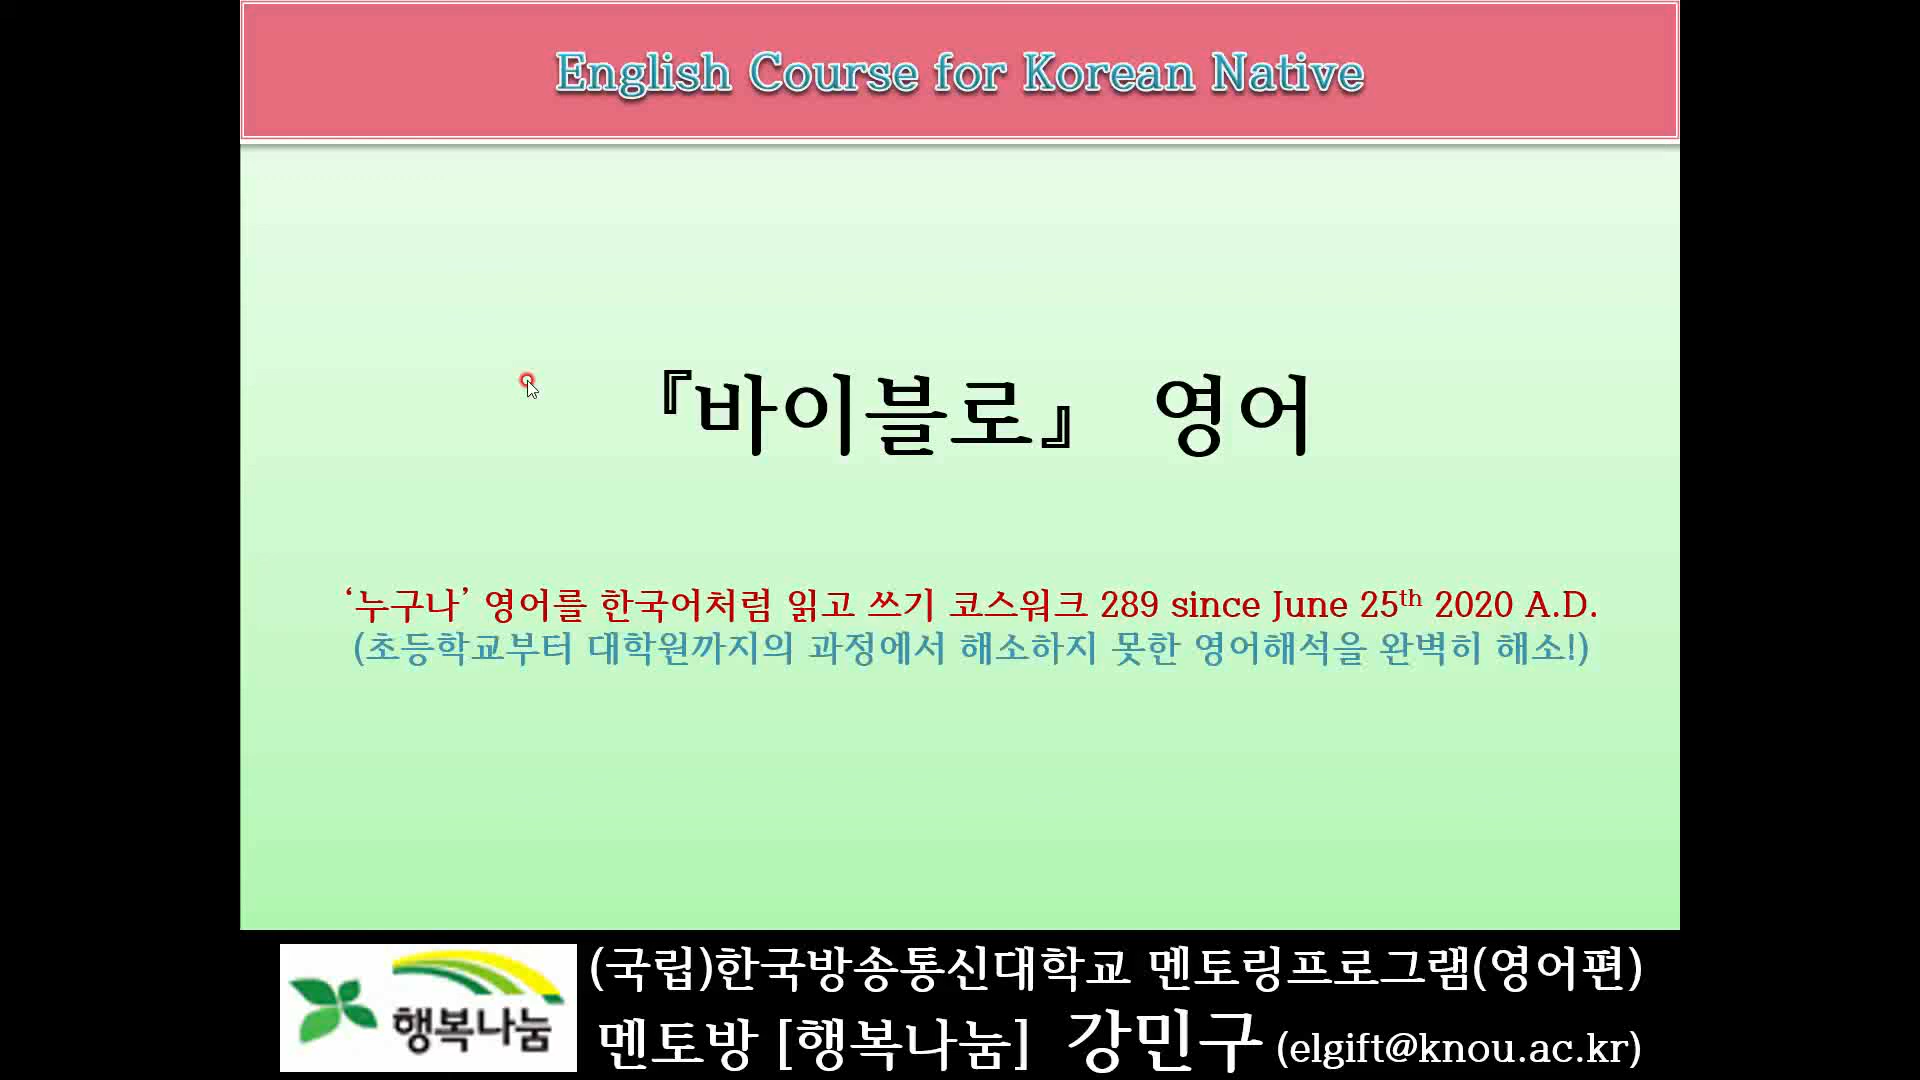 English Course for Korean Native
『바이블로』 영어
‘누구나’ 영어를 한국어처럼 읽고 쓰기 코스워크 289 since June 25th 2020 A.D.
(초등학교부터 대학원까지의 과정에서 해소하지 못한 영어해석을 완벽히 해소!)
행복나눔
(국립)한국방송통신대학교 멘토링프로그램(영어편)
멘토방 [행복나눔] 강민구 (elgift@knou.ac.kr)